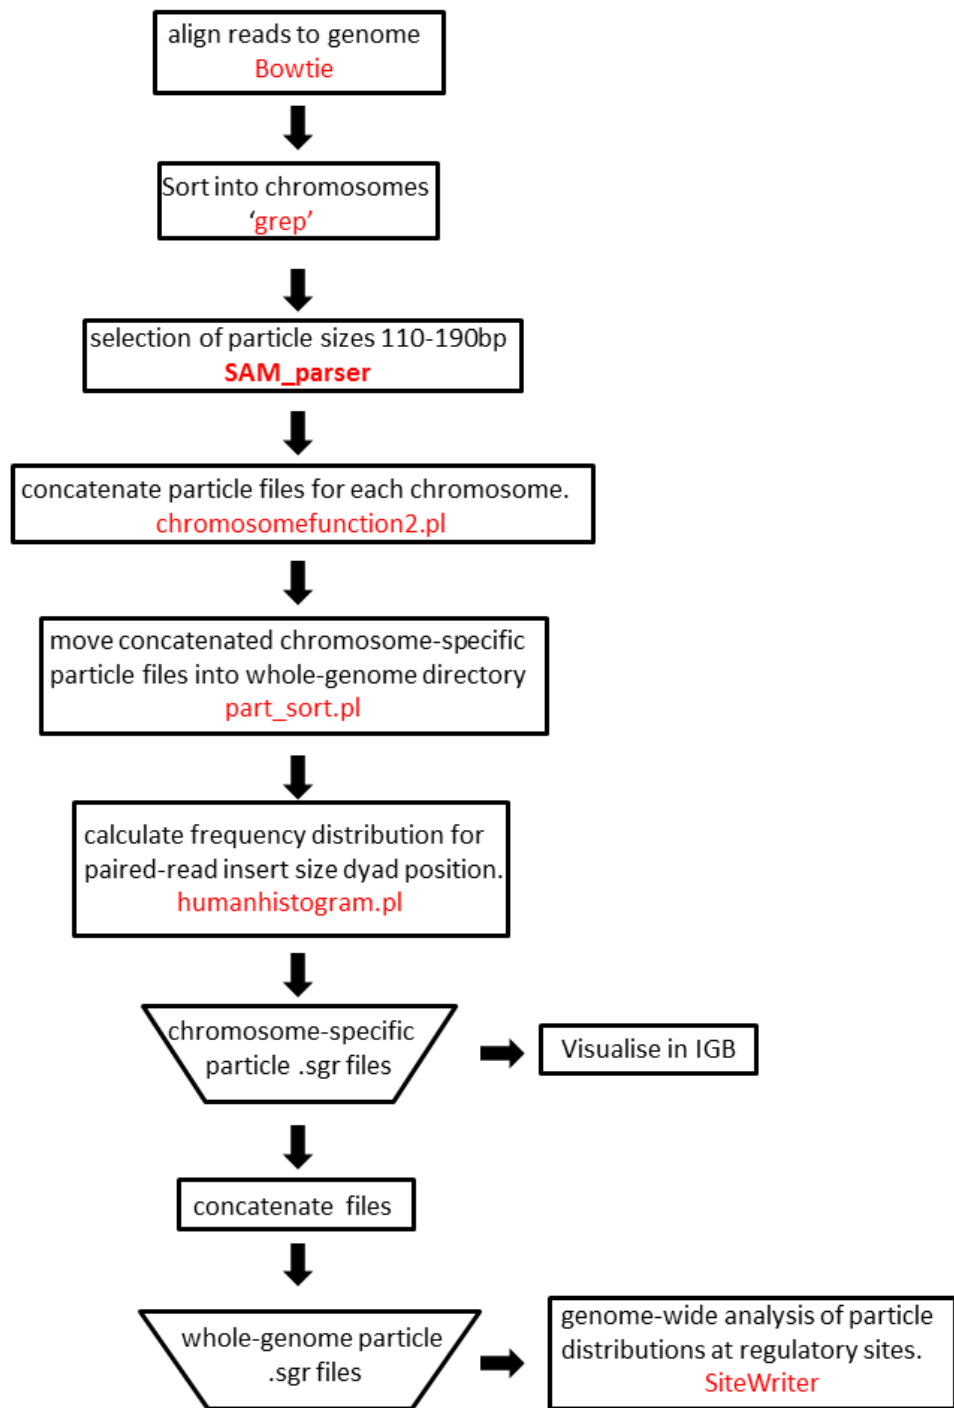 align reads to genome
Bowtie
Sort into chromosomes
‘grep’
selection of particle sizes 110-190bp
SAM_parser
concatenate particle files for each chromosome.
chromosomefunction2.pl
move concatenated chromosome-specific
particle files into whole-genome directory
part_sort.pl
calculate frequency distribution for
paired-read insert size dyad position.
humanhistogram.pl
chromosome-specific
particle .sgr files
Visualise in IGB
concatenate files
whole-genome particle
.sgr files
genome-wide analysis of particle
distributions at regulatory sites.
SiteWriter